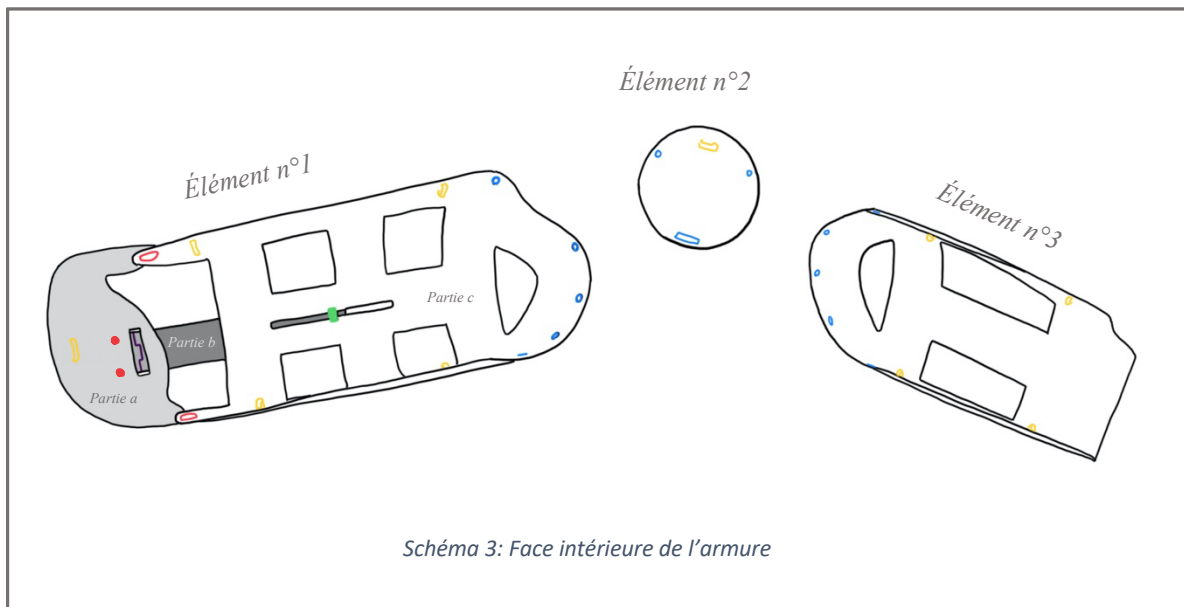 Élément n°2
Élément n°1
Élément n°3
Partie c
Partie b
Partie a
Schéma 3: Face intérieure de l'armure